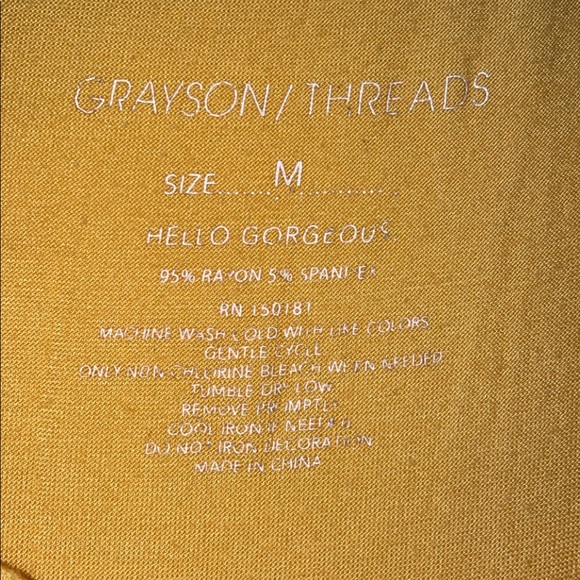 GRAYSON/THREADS
SIZE.......M............
HELLO GORGEOUS.
95% RAYON 5% SPANDEX
RN 150181
MACHINE WASH COLD WITH LIKE COLORS
GENTLE CYCLE
ONLY NON-CHLORINE BLEACH WHEN NEEDED
TUMBLE DRY LOW
REMOVE PROMPTLY
COOL IRON IF NEEDED
DO NOT IRON DECORATION
MADE IN CHINA